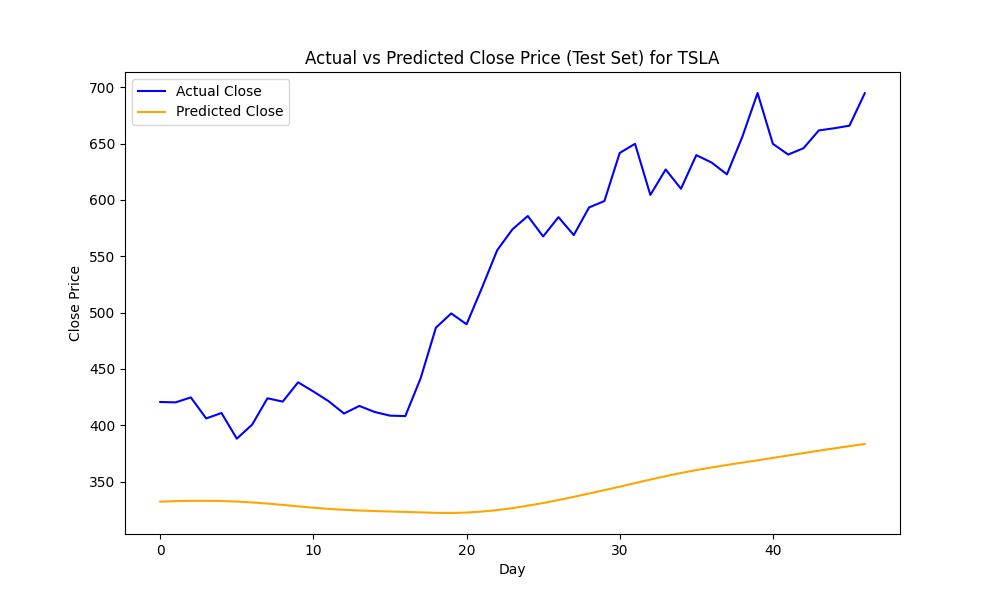 Actual vs Predicted Close Price (Test Set) for TSLA
Actual Close
Predicted Close
700
650
600
550
500
450
400
350
Close Price
0 10 20 30 40
Day